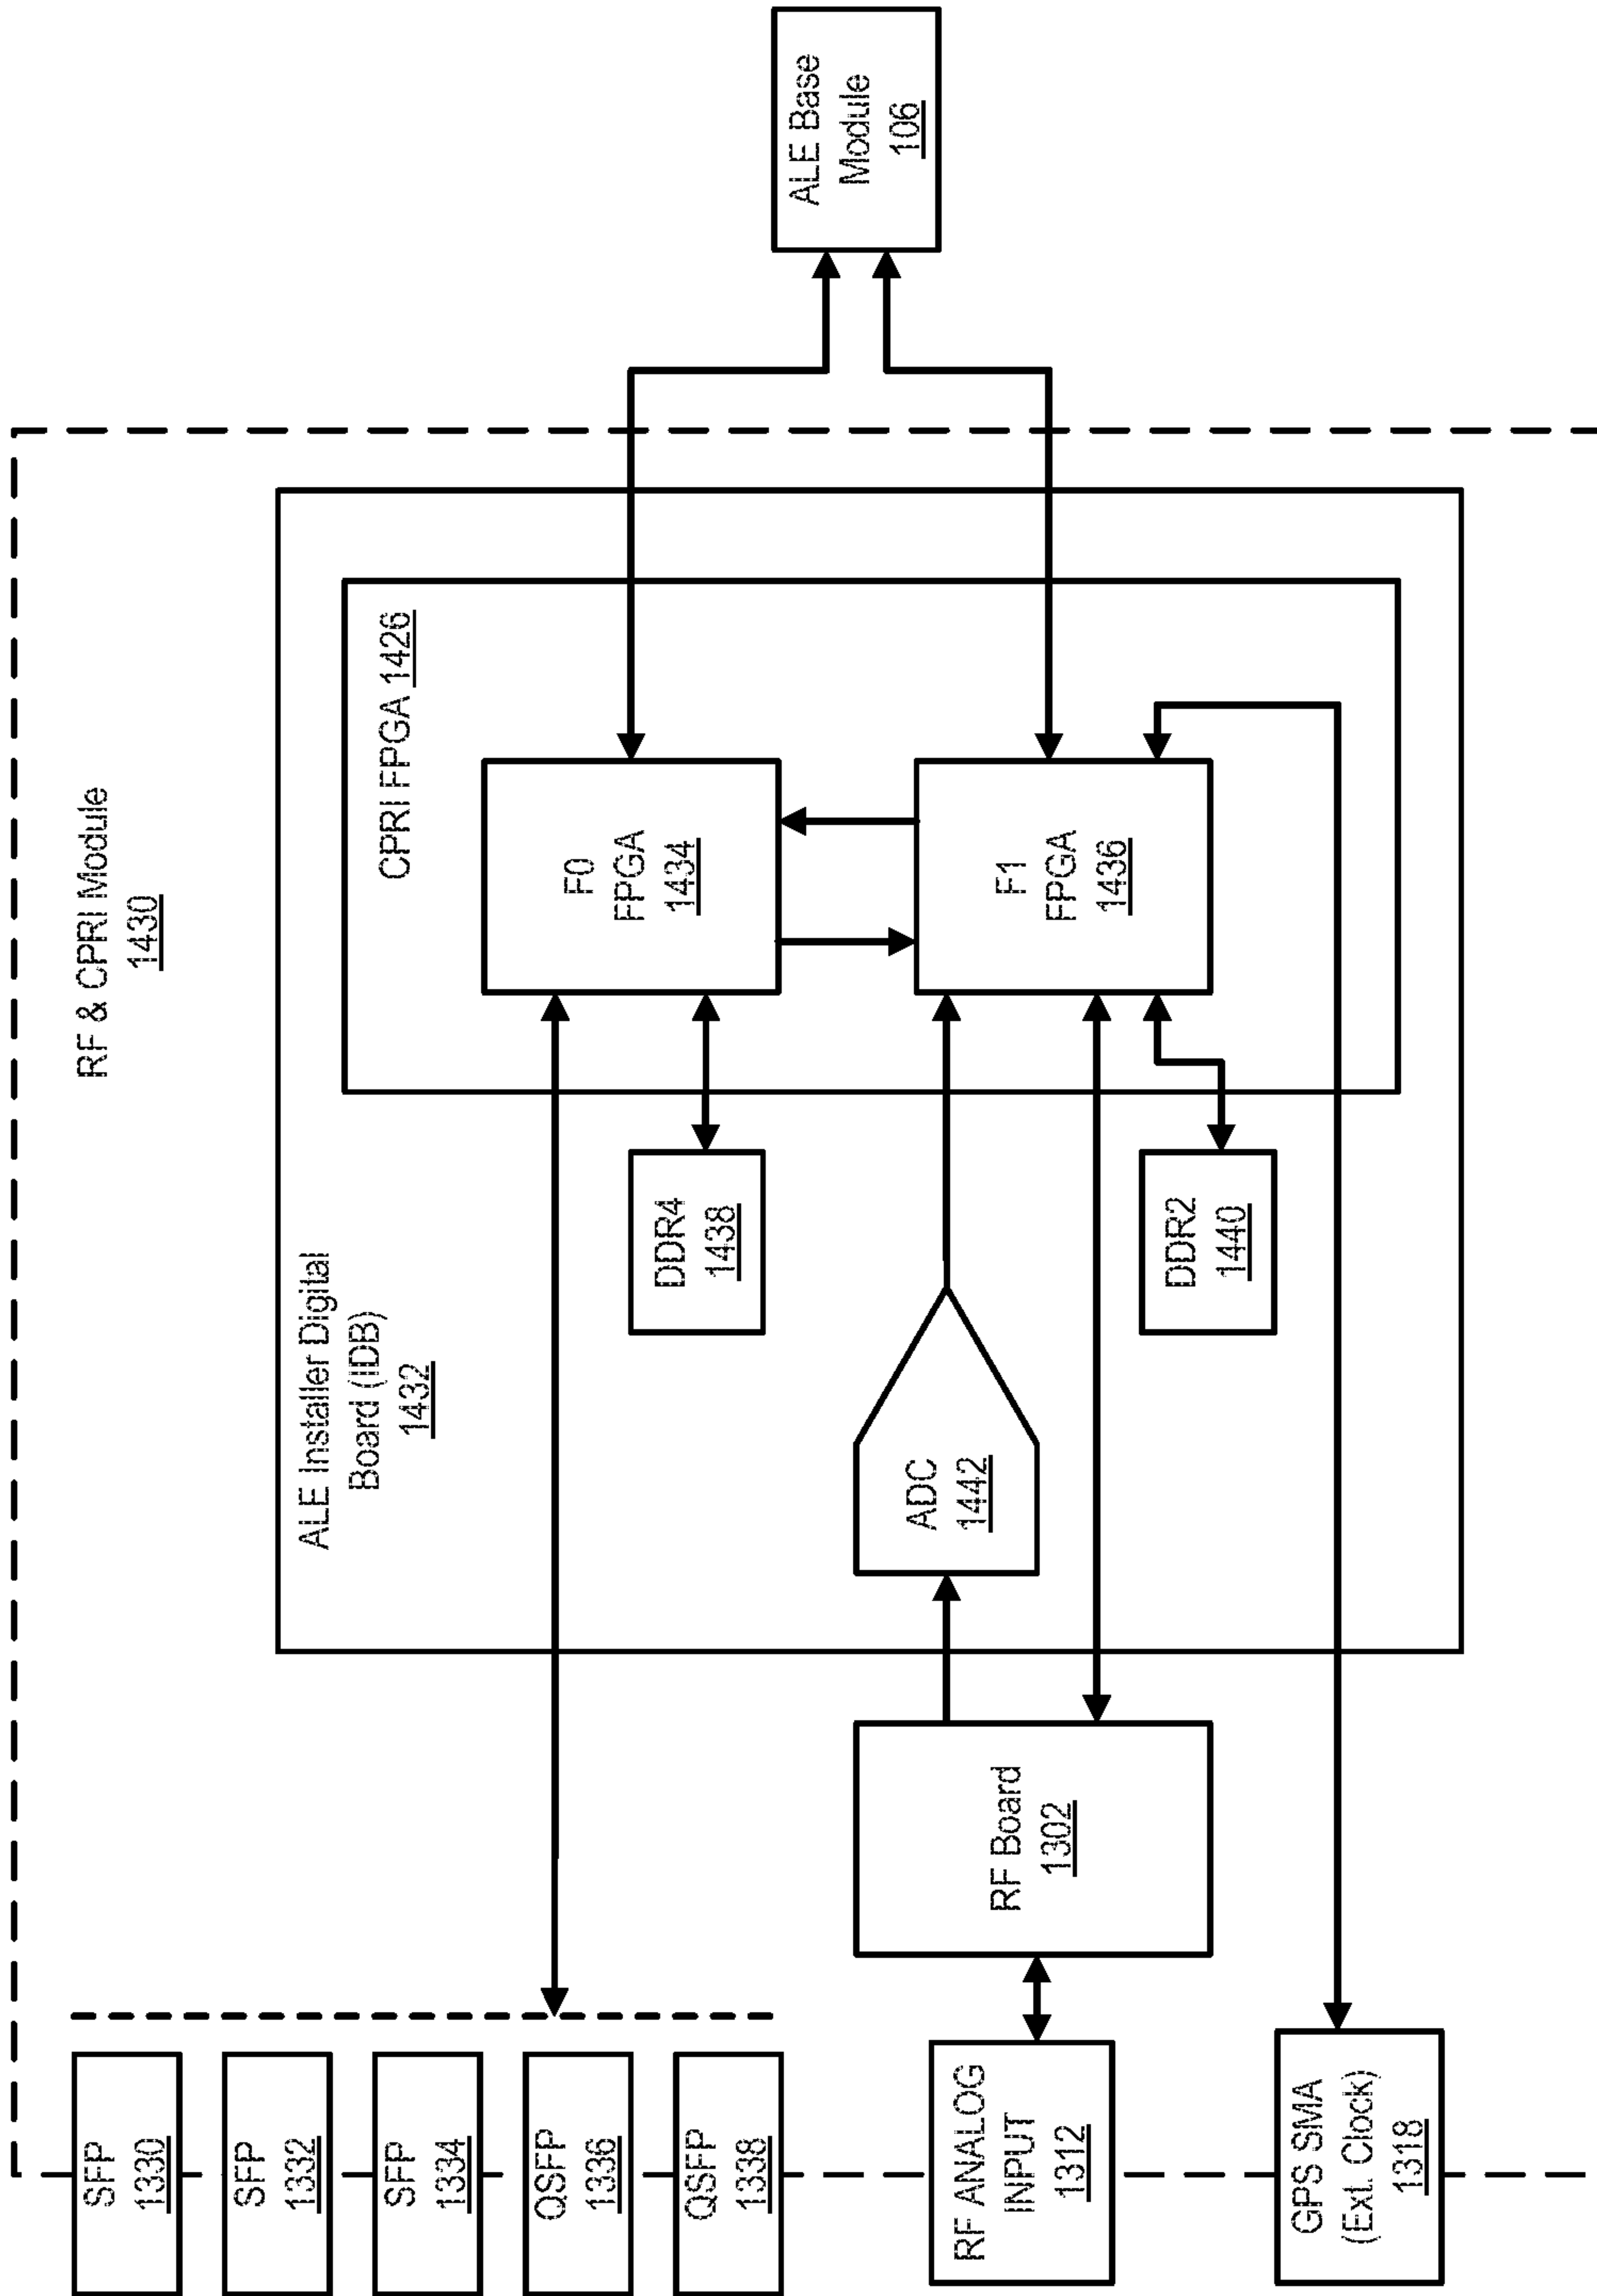 RF & CPRI Module
1430
ALE Installer Digital
Board (IDB)
1432
CPRI FPGA 1426
SFP
1330
SFP
1332
SFP
1334
QSFP
1336
QSFP
1338
F0
FPGA
1434
DDR4
1438
ALE Base
Module
106
RF ANALOG
INPUT
1312
RF Board
1302
ADC
1442
F1
FPGA
1436
DDR2
1440
GPS SMA
(Ext. Clock)
1318